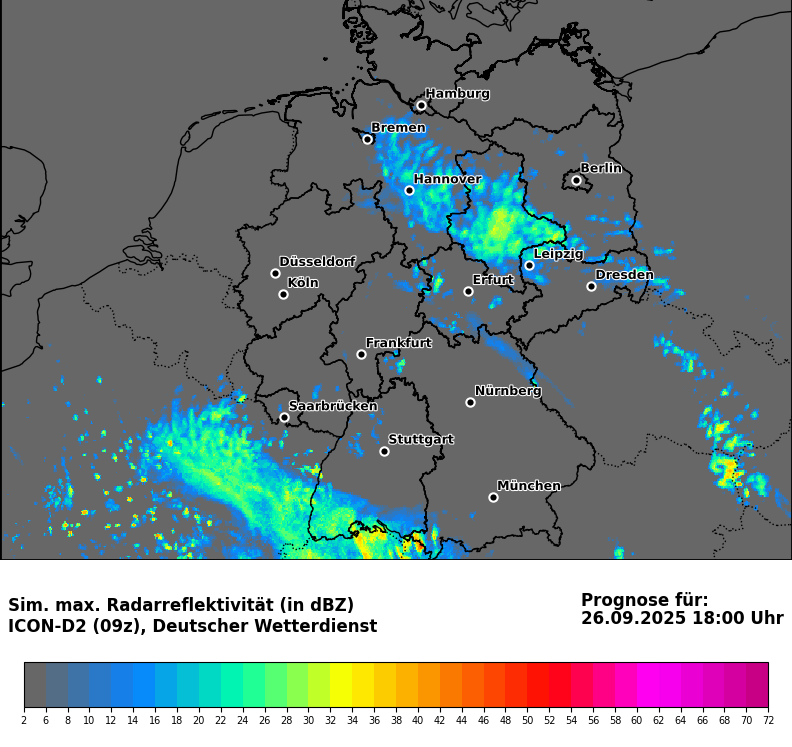 Hamburg
Bremen
Berlin
Hannover
Leipzig
Düsseldorf
Dresden
Köln
Erfurt
Frankfurt
Nürnberg
Saarbrücken
Stuttgart
München
Sim. max. Radarreflektivität (in dBZ)
ICON-D2 (09z), Deutscher Wetterdienst
Prognose für:
26.09.2025 18:00 Uhr
2 6 8 10 12 14 16 18 20 22 24 26 28 30 32 34 36 38 40 42 44 46 48 50 52 54 56 58 60 62 64 66 68 70 72